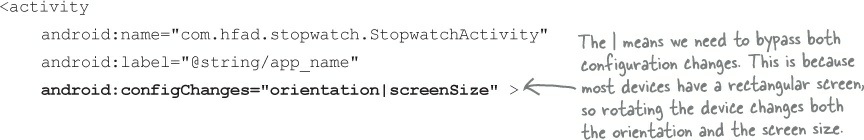 <activity
android:name="com.hfad.stopwatch.StopwatchActivity"
android:label="@string/app_name"
android:configChanges="orientation|screenSize" >
The | means we need to bypass both
configuration changes. This is because
most devices have a rectangular screen,
so rotating the device changes both
the orientation and the screen size.